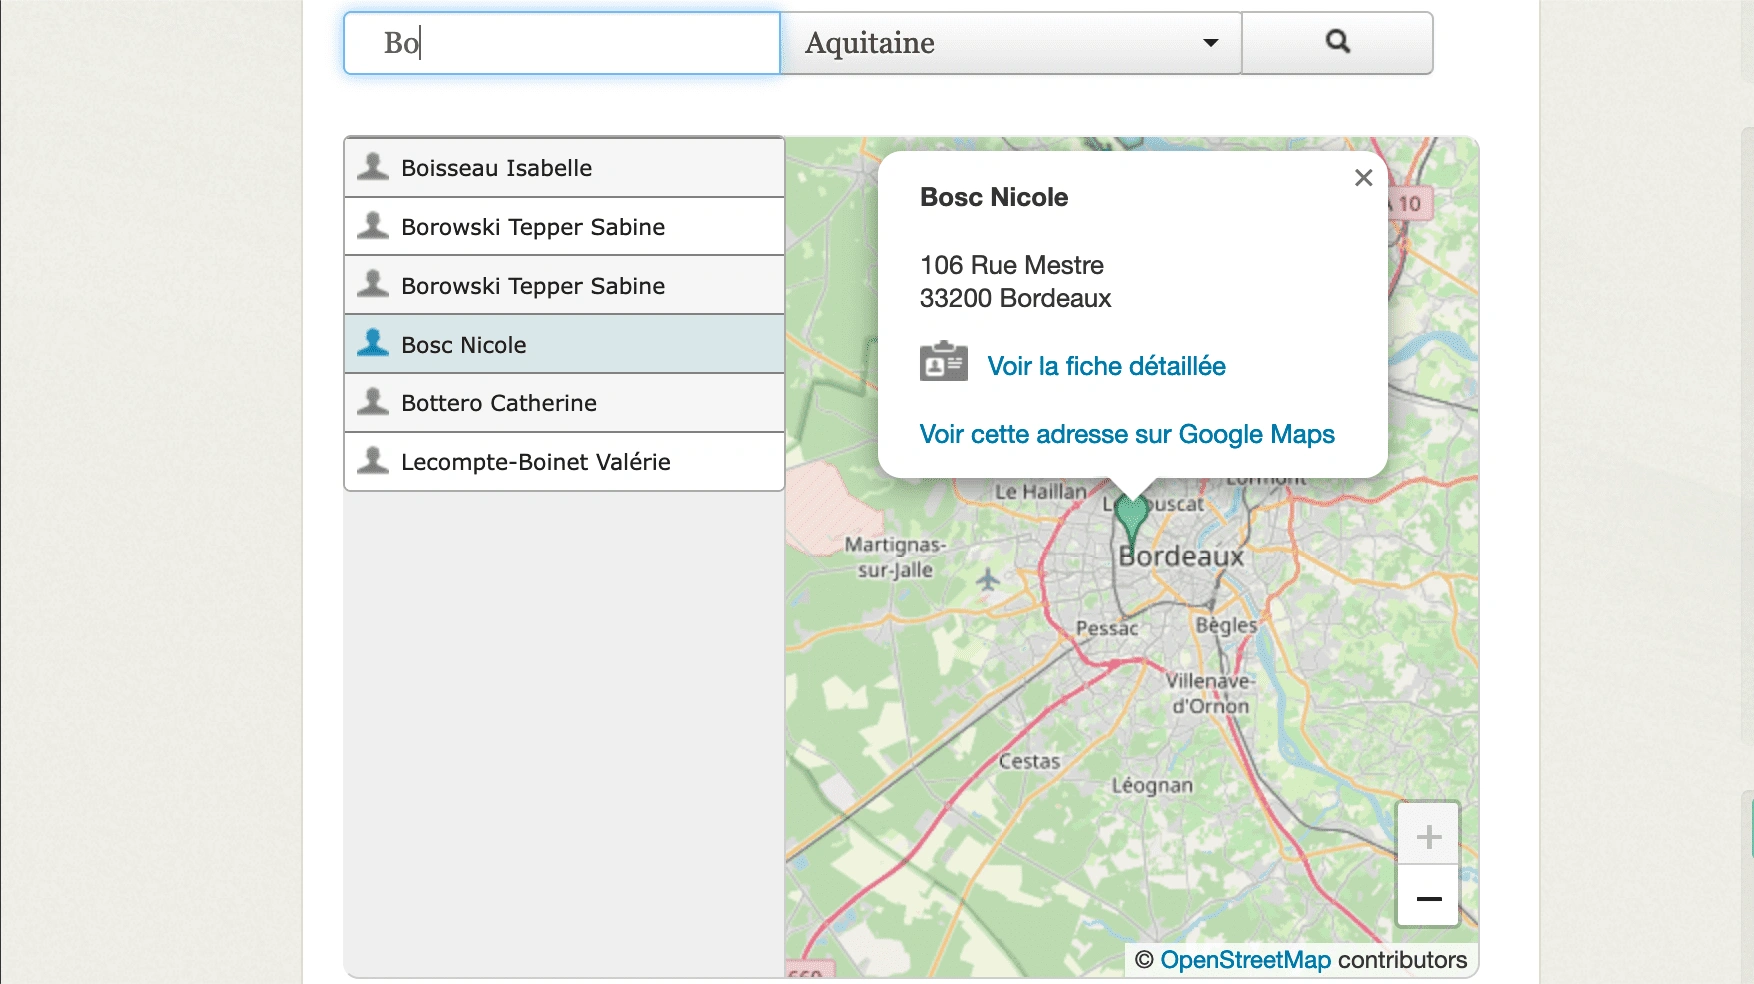 Bo
Aquitaine
Boisseau Isabelle
Borowski Tepper Sabine
Borowski Tepper Sabine
Bosc Nicole
Bottero Catherine
Lecompte-Boinet Valérie
Bosc Nicole
106 Rue Mestre
33200 Bordeaux
Voir la fiche détaillée
Voir cette adresse sur Google Maps
A 10
Le Haillan
Lormont
Martignas-
sur-Jalle
Bordeaux
Pessac
Bègles
Villenave-
d'Ornon
Cestas
Léognan
+
−
© OpenStreetMap contributors